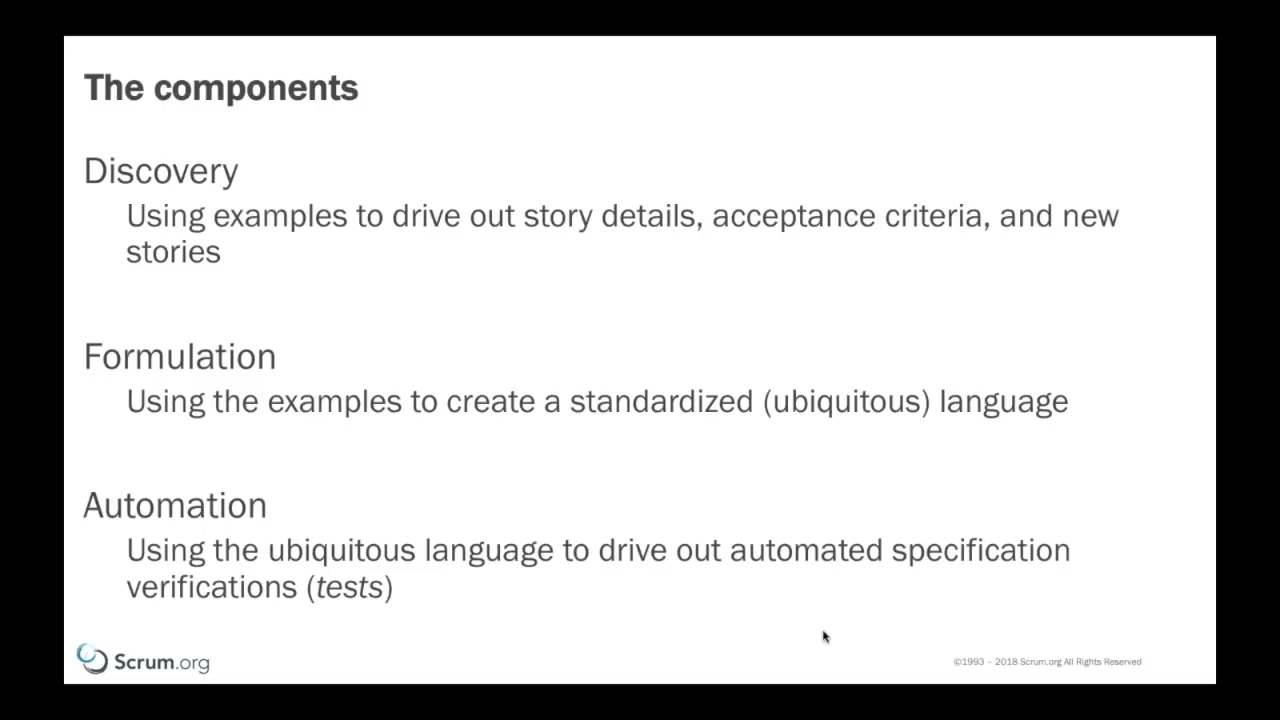 The components
Discovery
Using examples to drive out story details, acceptance criteria, and new
stories
Formulation
Using the examples to create a standardized (ubiquitous) language
Automation
Using the ubiquitous language to drive out automated specification
verifications (tests)
Scrum.org
©1993 – 2018 Scrum.org All Rights Reserved